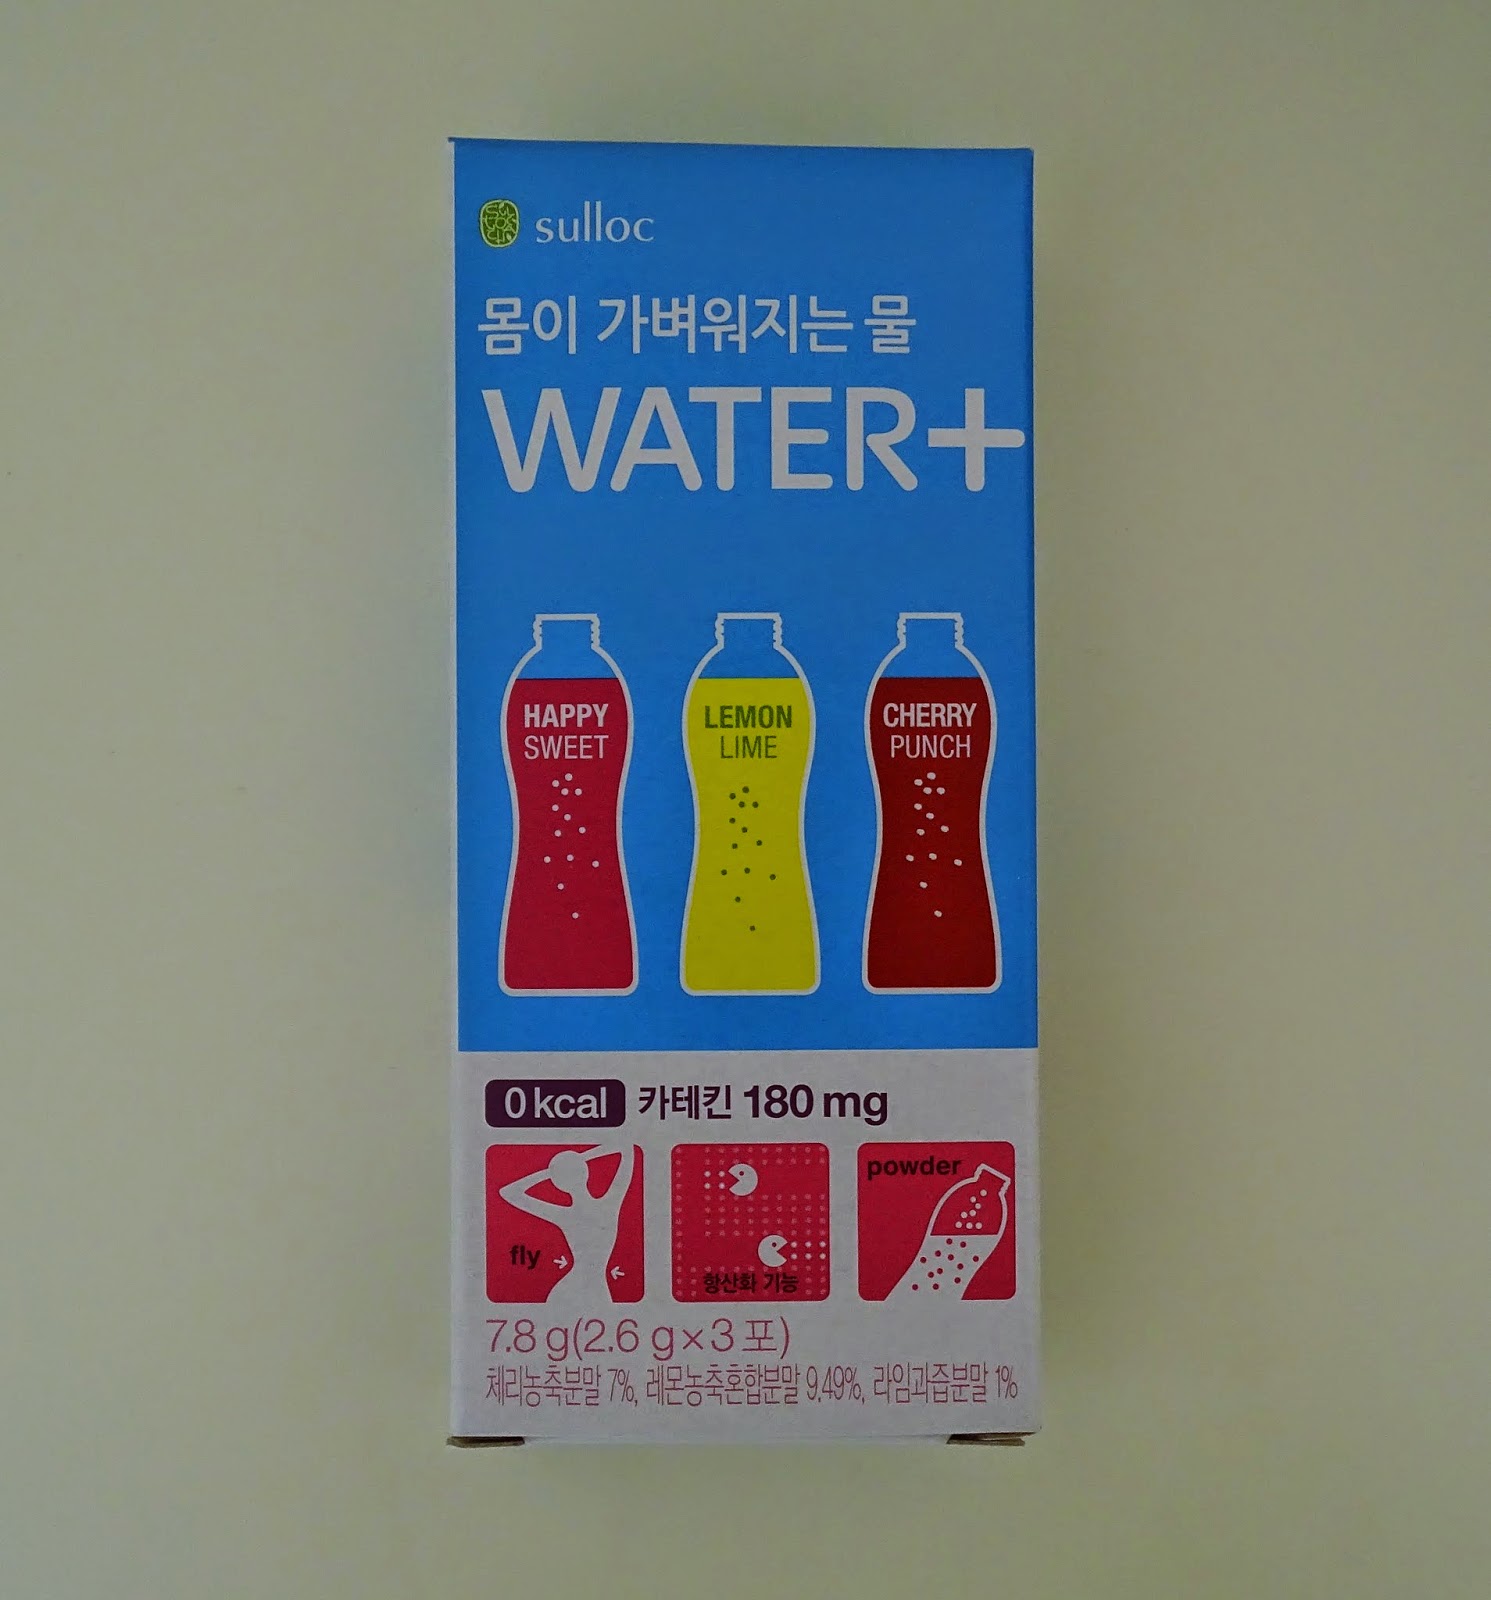 sulloc
몸이 가벼워지는 물
WATER+
HAPPY
SWEET
LEMON
LIME
CHERRY
PUNCH
0 kcal 카테킨 180 mg
fly
항산화 기능
powder
7.8 g(2.6 g×3 포)
체리농축분말 7%, 레몬농축혼합분말 9.49%, 라임과즙분말 1%